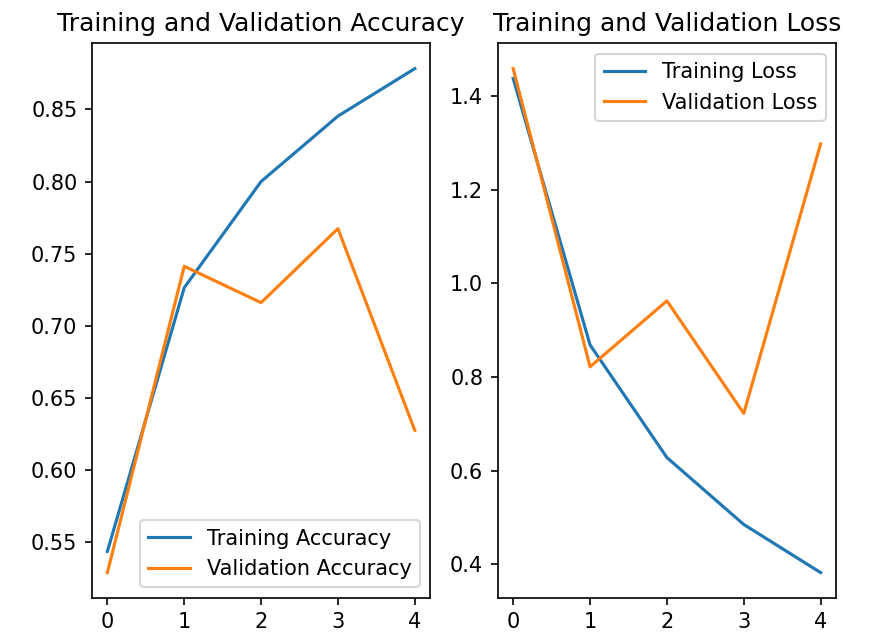 Training and Validation Accuracy
0.85
0.80
0.75
0.70
0.65
0.60
0.55
Training Accuracy
Validation Accuracy
0 1 2 3 4
Training and Validation Loss
Training Loss
Validation Loss
1.4
1.2
1.0
0.8
0.6
0.4
0 1 2 3 4